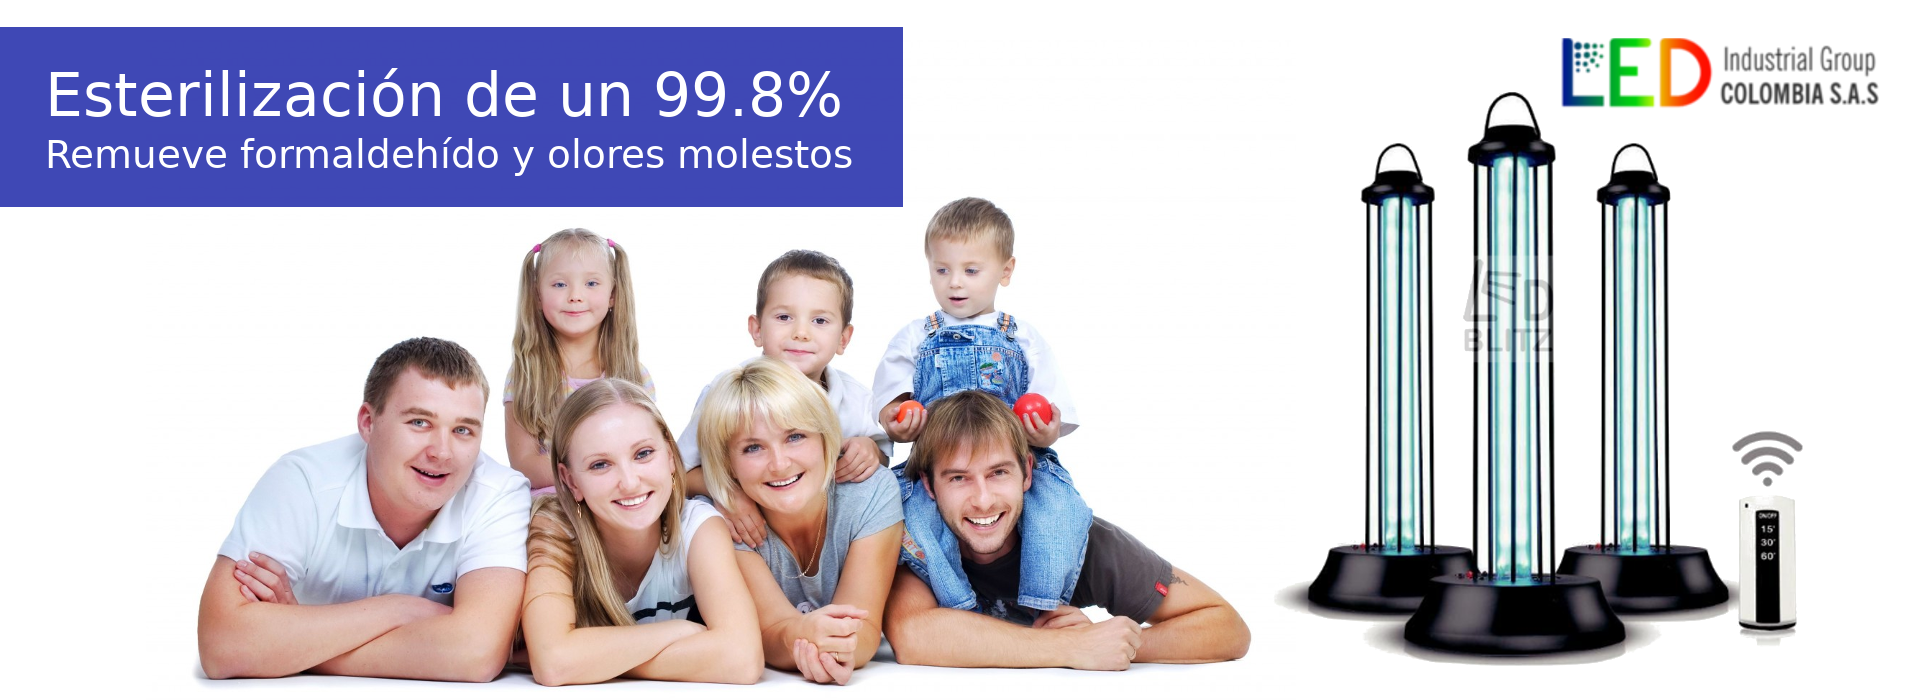 Esterilización de un 99.8%
Remueve formaldehído y olores molestos
LED Industrial Group
COLOMBIA S.A.S
LED
BLITZ
ON/OFF
15'
30'
60'